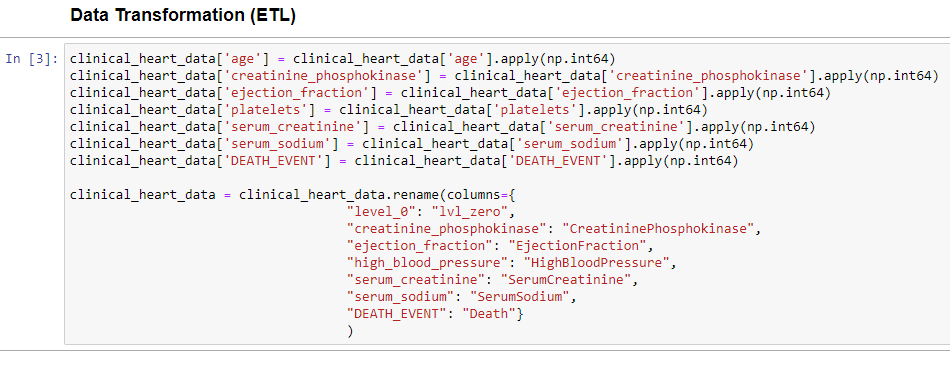 Data Transformation (ETL)
In [3]:
clinical_heart_data['age'] = clinical_heart_data['age'].apply(np.int64)
clinical_heart_data['creatinine_phosphokinase'] = clinical_heart_data['creatinine_phosphokinase'].apply(np.int64)
clinical_heart_data['ejection_fraction'] = clinical_heart_data['ejection_fraction'].apply(np.int64)
clinical_heart_data['platelets'] = clinical_heart_data['platelets'].apply(np.int64)
clinical_heart_data['serum_creatinine'] = clinical_heart_data['serum_creatinine'].apply(np.int64)
clinical_heart_data['serum_sodium'] = clinical_heart_data['serum_sodium'].apply(np.int64)
clinical_heart_data['DEATH_EVENT'] = clinical_heart_data['DEATH_EVENT'].apply(np.int64)
clinical_heart_data = clinical_heart_data.rename(columns={
"level_0": "lvl_zero",
"creatinine_phosphokinase": "CreatininePhosphokinase",
"ejection_fraction": "EjectionFraction",
"high_blood_pressure": "HighBloodPressure",
"serum_creatinine": "SerumCreatinine",
"serum_sodium": "SerumSodium",
"DEATH_EVENT": "Death"}
)